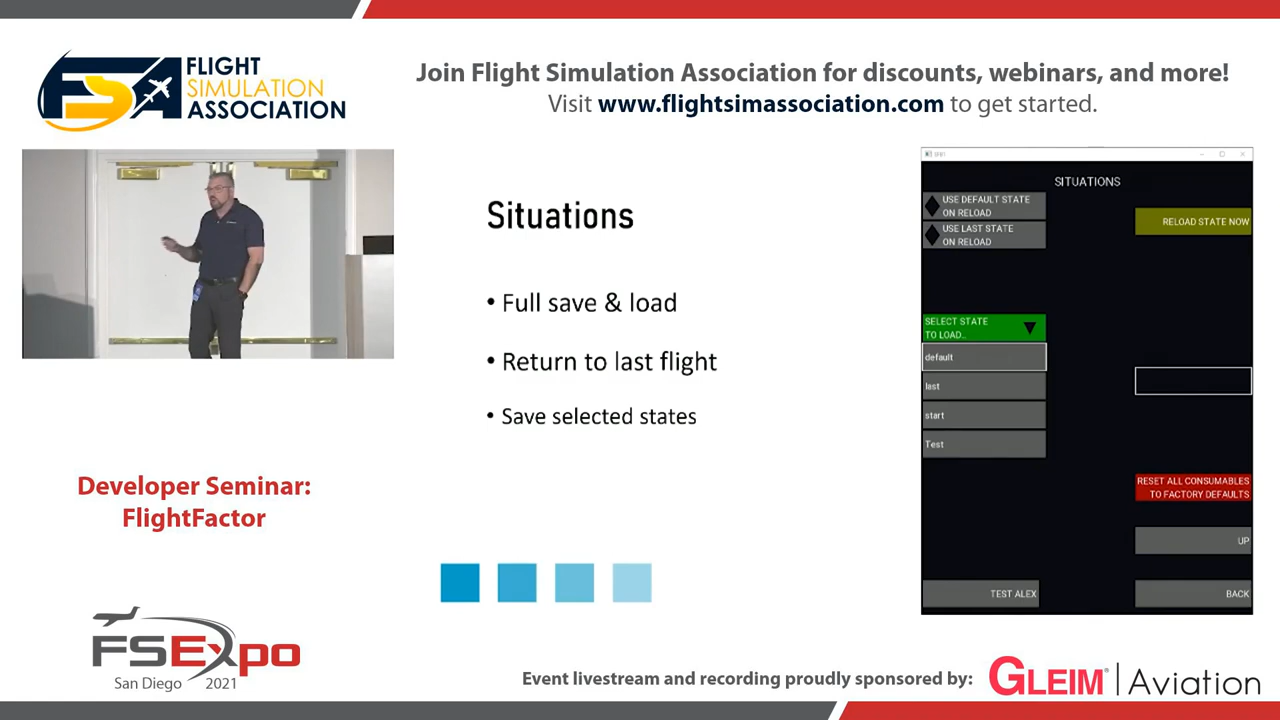 FLIGHT
SIMULATION
ASSOCIATION
Join Flight Simulation Association for discounts, webinars, and more!
Visit www.flightsimassociation.com to get started.
Situations
• Full save & load
• Return to last flight
• Save selected states
SITUATIONS
USE DEFAULT STATE
ON RELOAD
USE LAST STATE
ON RELOAD
RELOAD STATE NOW
SELECT STATE
TO LOAD...
default
last
start
Test
RESET ALL CONSUMABLES
TO FACTORY DEFAULTS
UP
TEST ALEX
BACK
Developer Seminar:
FlightFactor
FSExpo
San Diego 2021
Event livestream and recording proudly sponsored by:
GLEIM® | Aviation